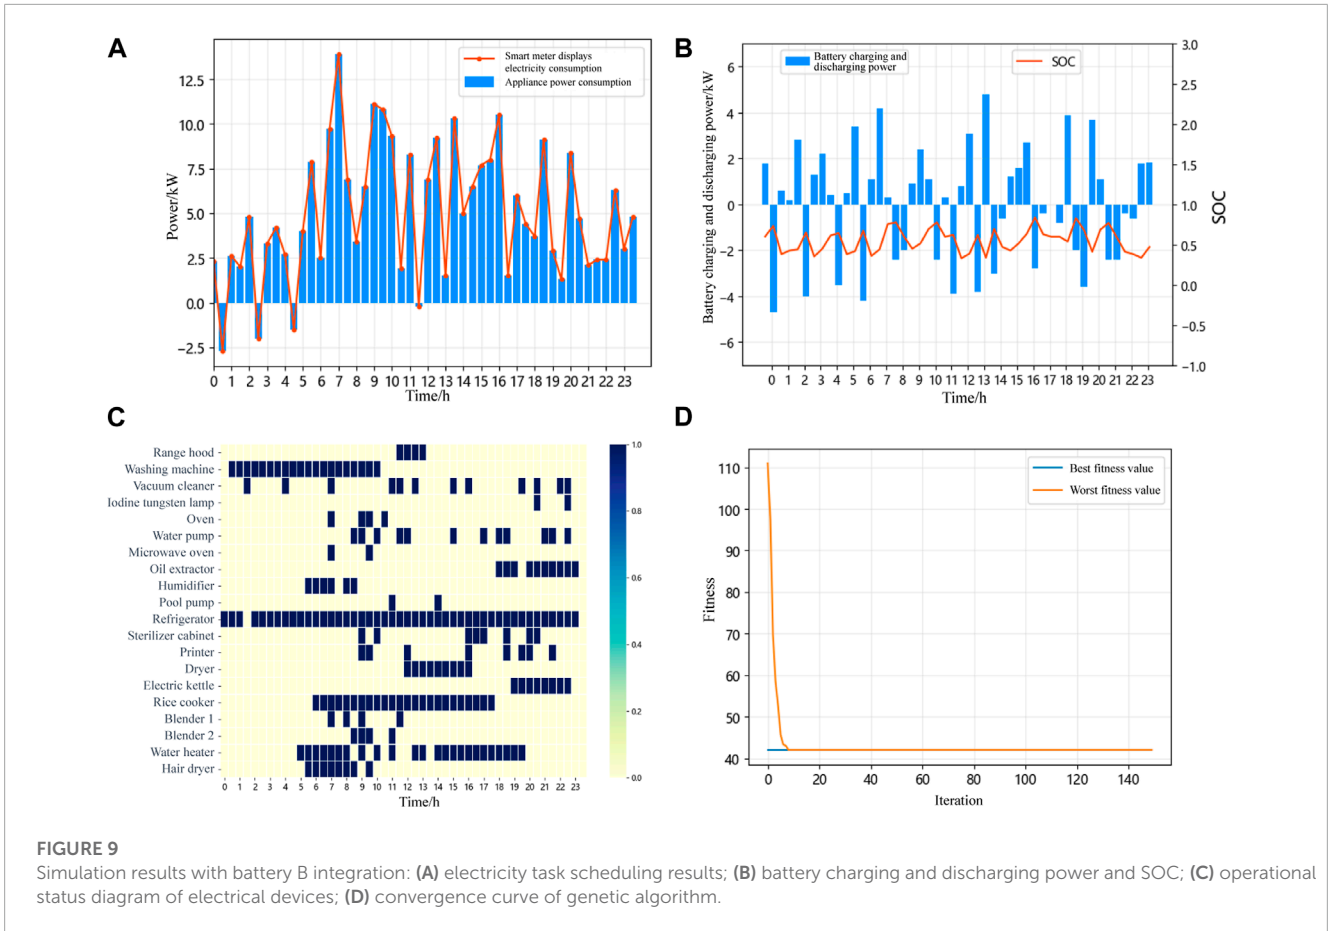 A
Smart meter displays
electricity consumption
Appliance power consumption
Power/kW
12.5
10.0
7.5
5.0
2.5
0.0
−2.5
0 1 2 3 4 5 6 7 8 9 10 11 12 13 14 15 16 17 18 19 20 21 22 23
Time/h
B
Battery charging and
discharging power
SOC
Battery charging and discharging power/kW
6
4
2
0
−2
−4
−6
3.0
2.5
2.0
1.5
1.0
0.5
0.0
−0.5
−1.0
SOC
0 1 2 3 4 5 6 7 8 9 10 11 12 13 14 15 16 17 18 19 20 21 22 23
Time/h
C
Range hood
Washing machine
Vacuum cleaner
Iodine tungsten lamp
Oven
Water pump
Microwave oven
Oil extractor
Humidifier
Pool pump
Refrigerator
Sterilizer cabinet
Printer
Dryer
Electric kettle
Rice cooker
Blender 1
Blender 2
Water heater
Hair dryer
0 1 2 3 4 5 6 7 8 9 10 11 12 13 14 15 16 17 18 19 20 21 22 23
Time/h
1.0
0.8
0.6
0.4
0.2
0.0
D
Best fitness value
Worst fitness value
Fitness
110
100
90
80
70
60
50
40
0 20 40 60 80 100 120 140
Iteration
FIGURE 9
Simulation results with battery B integration: (A) electricity task scheduling results; (B) battery charging and discharging power and SOC; (C) operational
status diagram of electrical devices; (D) convergence curve of genetic algorithm.